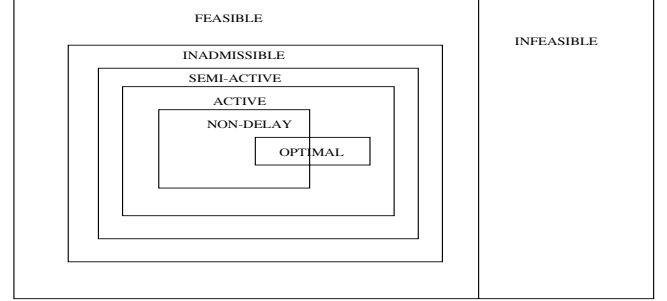 FEASIBLE
INFEASIBLE
INADMISSIBLE
SEMI-ACTIVE
ACTIVE
NON-DELAY
OPTIMAL